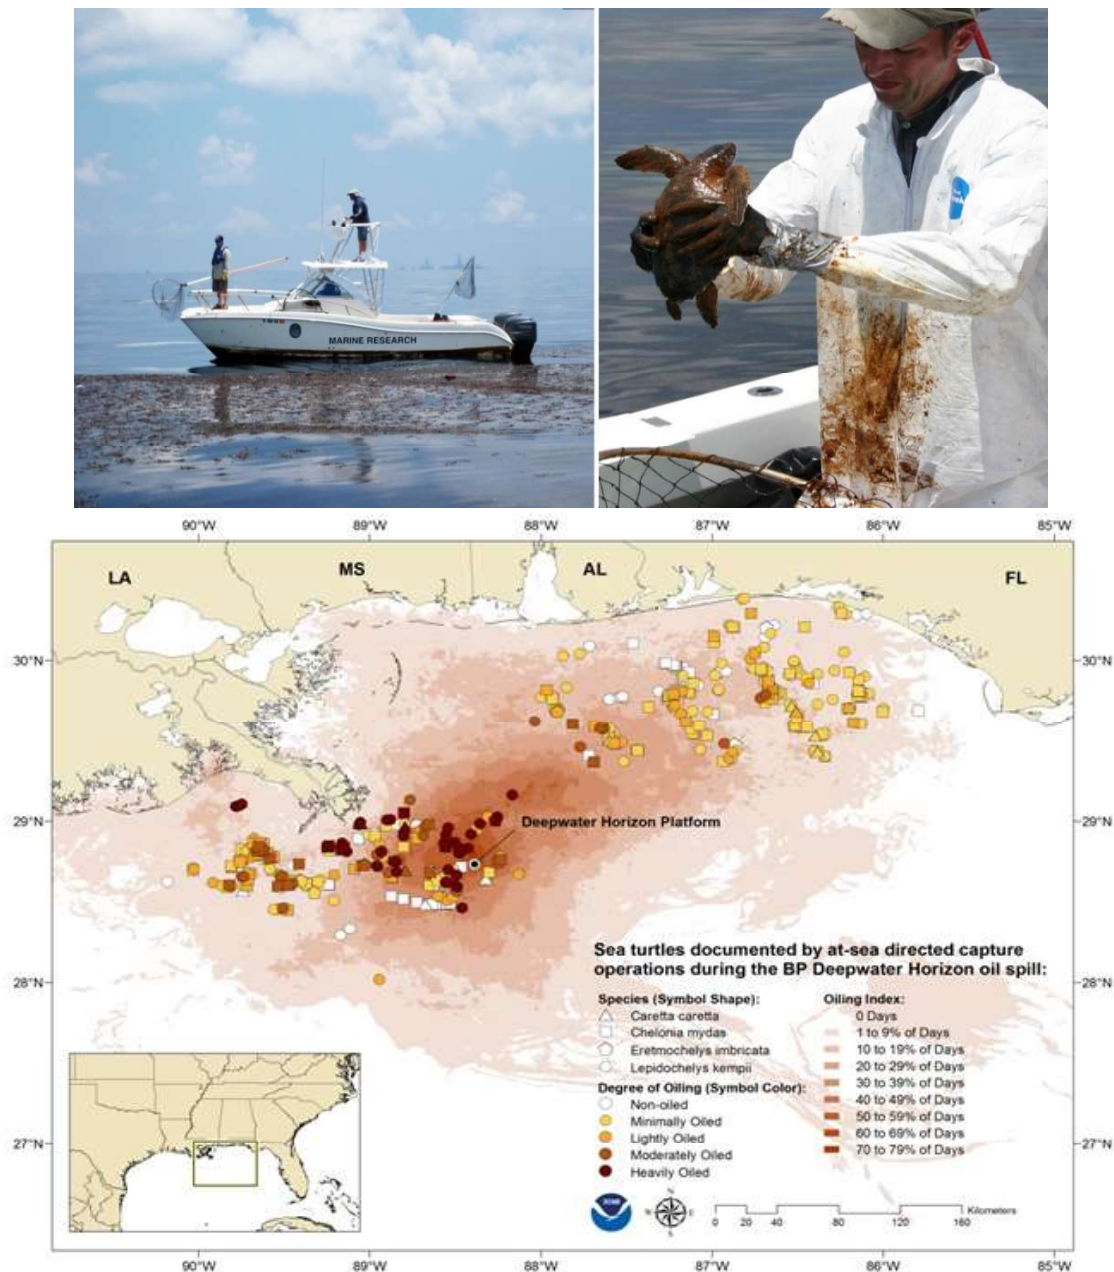 MARINE RESEARCH
90°W 89°W 88°W 87°W 86°W 85°W
LA MS AL FL
30°N 30°N
29°N 29°N
Deepwater Horizon Platform
Sea turtles documented by at-sea directed capture
operations during the BP Deepwater Horizon oil spill:
28°N 28°N
Species (Symbol Shape):
Caretta caretta
Chelonia mydas
Eretmochelys imbricata
Lepidochelys kempii
Degree of Oiling (Symbol Color):
Non-oiled
Minimally Oiled
Lightly Oiled
Moderately Oiled
Heavily Oiled
Oiling Index:
0 Days
1 to 9% of Days
10 to 19% of Days
20 to 29% of Days
30 to 39% of Days
40 to 49% of Days
50 to 59% of Days
60 to 69% of Days
70 to 79% of Days
27°N 27°N
NOAA
0 20 40 80 120 160 Kilometers
90°W 89°W 88°W 87°W 86°W 85°W